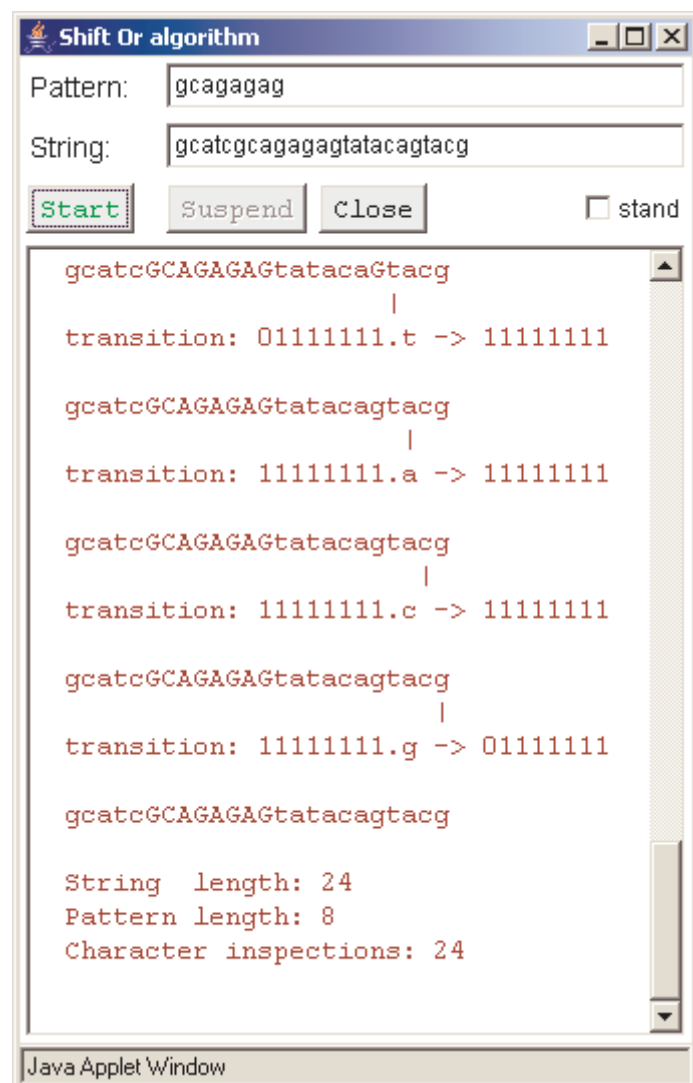 Shift Or algorithm
Pattern: gcagagag
String: gcatcgcagagagtatacagtacg
Start Suspend Close stand
gcatcGCAGAGAGtatacaGtacg
|
transition: 01111111.t -> 11111111
gcatcGCAGAGAGtatacagtacg
|
transition: 11111111.a -> 11111111
gcatcGCAGAGAGtatacagtacg
|
transition: 11111111.c -> 11111111
gcatcGCAGAGAGtatacagtacg
|
transition: 11111111.g -> 01111111
gcatcGCAGAGAGtatacagtacg
String  length: 24
Pattern length: 8
Character inspections: 24
Java Applet Window